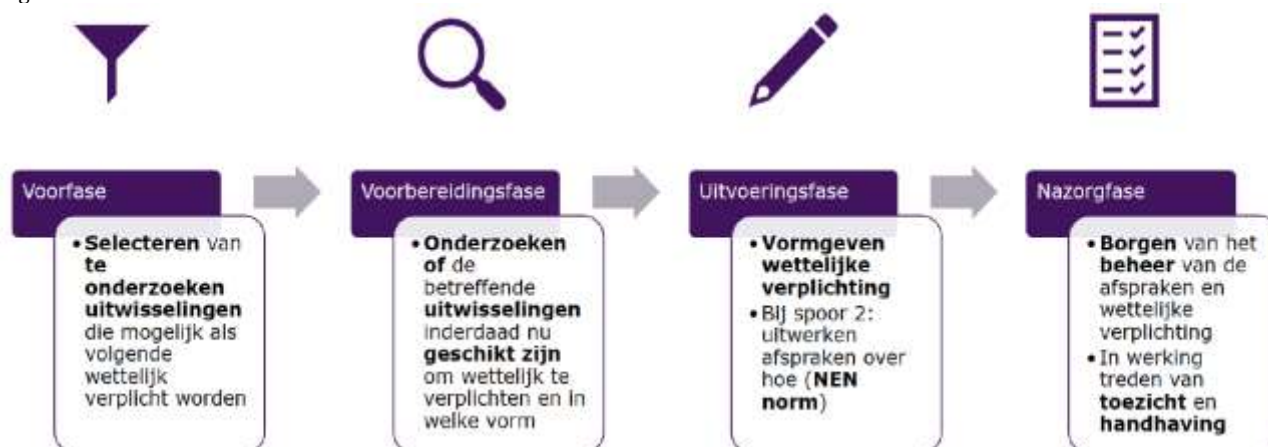 Voorfase
• Selecteren van
te
onderzoeken
uitwisselingen
die mogelijk als
volgende
wettelijk
verplicht worden
Voorbereidingsfase
• Onderzoeken
of de
betreffende
uitwisselingen
inderdaad nu
geschikt zijn
om wettelijk te
verplichten en in
welke vorm
Uitvoeringsfase
• Vormgeven
wettelijke
verplichting
• Bij spoor 2:
uitwerken
afspraken over
hoe (NEN
norm)
Nazorgfase
• Borgen van het
beheer van de
afspraken en
wettelijke
verplichting
• In werking
treden van
toezicht en
handhaving